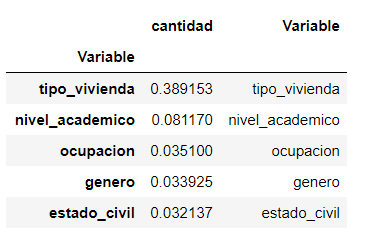 cantidad Variable
Variable
tipo_vivienda 0.389153 tipo_vivienda
nivel_academico 0.081170 nivel_academico
ocupacion 0.035100 ocupacion
genero 0.033925 genero
estado_civil 0.032137 estado_civil